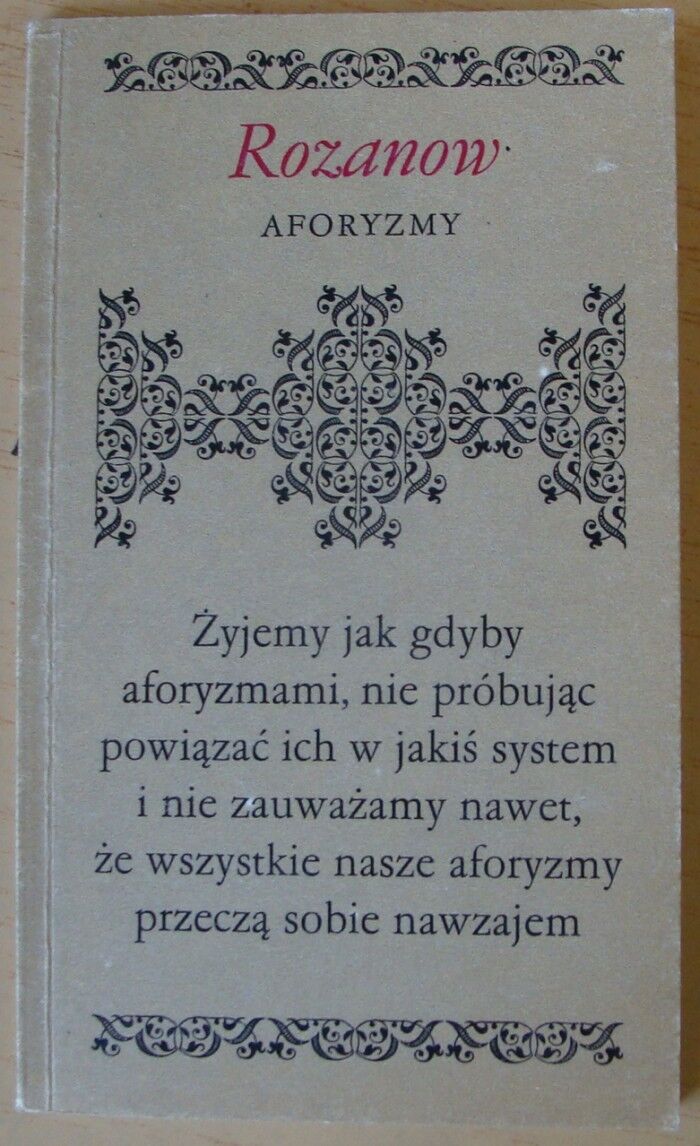 Rozanow
AFORYZMY
Żyjemy jak gdyby
aforyzmami, nie próbując
powiązać ich w jakiś system
i nie zauważamy nawet,
że wszystkie nasze aforyzmy
przeczą sobie nawzajem